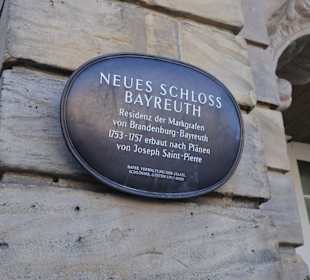 NEUES SCHLOSS
BAYREUTH
Residenz der Markgrafen
von Brandenburg-Bayreuth
1753-1757 erbaut nach Plänen
von Joseph Saint-Pierre